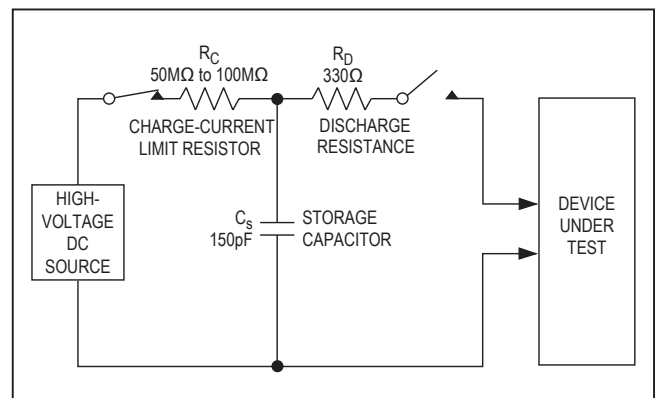 R_C
50MΩ to 100MΩ
CHARGE-CURRENT
LIMIT RESISTOR
R_D
330Ω
DISCHARGE
RESISTANCE
HIGH-
VOLTAGE
DC
SOURCE
C_s
150pF
STORAGE
CAPACITOR
DEVICE
UNDER
TEST